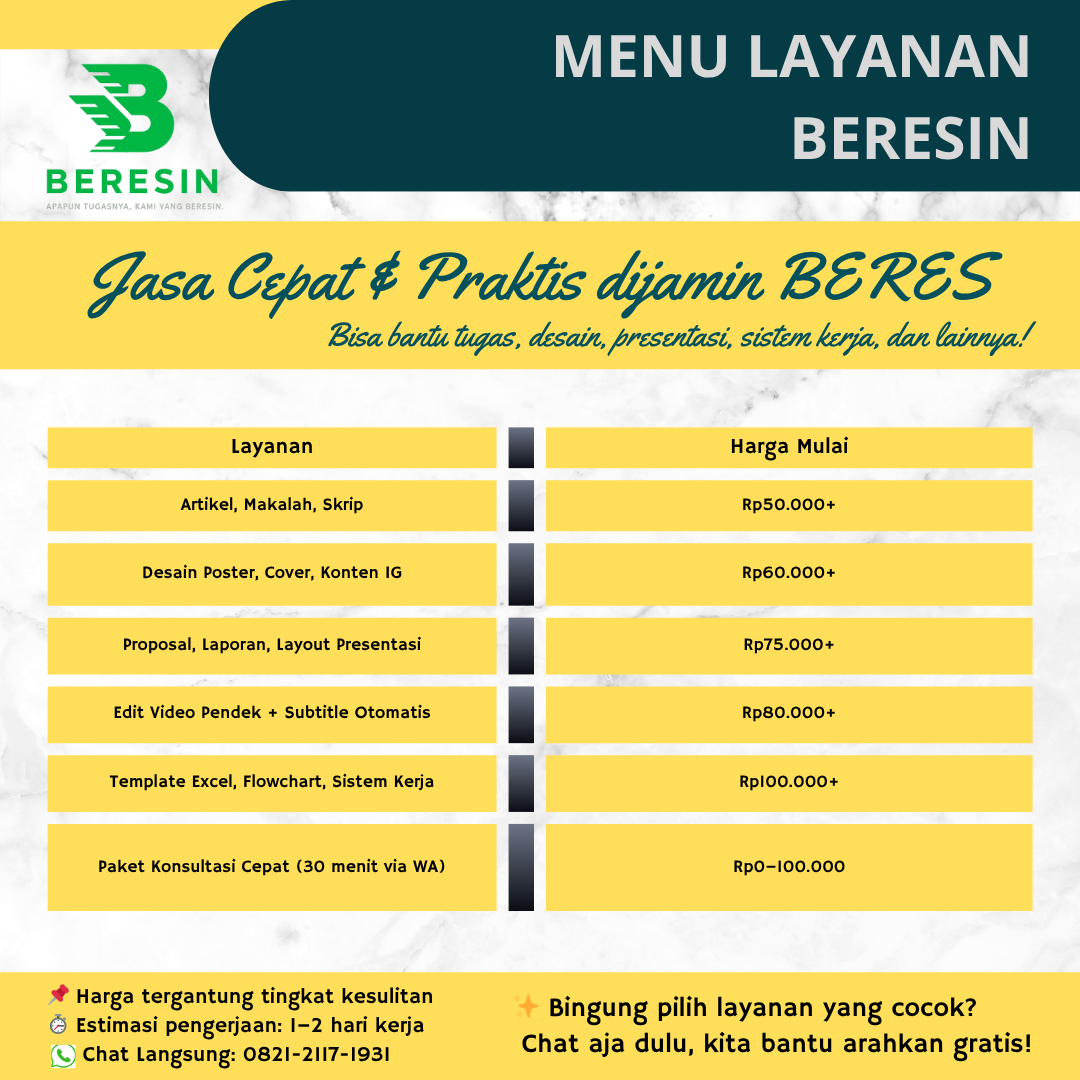 MENU LAYANAN
BERESIN
BERESIN
APAPUN TUGASNYA, KAMI YANG BERESIN.
Jasa Cepat & Praktis dijamin BERES
Bisa bantu tugas, desain, presentasi, sistem kerja, dan lainnya!
Layanan
Harga Mulai
Artikel, Makalah, Skrip
Rp50.000+
Desain Poster, Cover, Konten IG
Rp60.000+
Proposal, Laporan, Layout Presentasi
Rp75.000+
Edit Video Pendek + Subtitle Otomatis
Rp80.000+
Template Excel, Flowchart, Sistem Kerja
Rp100.000+
Paket Konsultasi Cepat (30 menit via WA)
Rp0–100.000
📌 Harga tergantung tingkat kesulitan
⏱ Estimasi pengerjaan: 1–2 hari kerja
Chat Langsung: 0821-2117-1931
✨ Bingung pilih layanan yang cocok?
Chat aja dulu, kita bantu arahkan gratis!